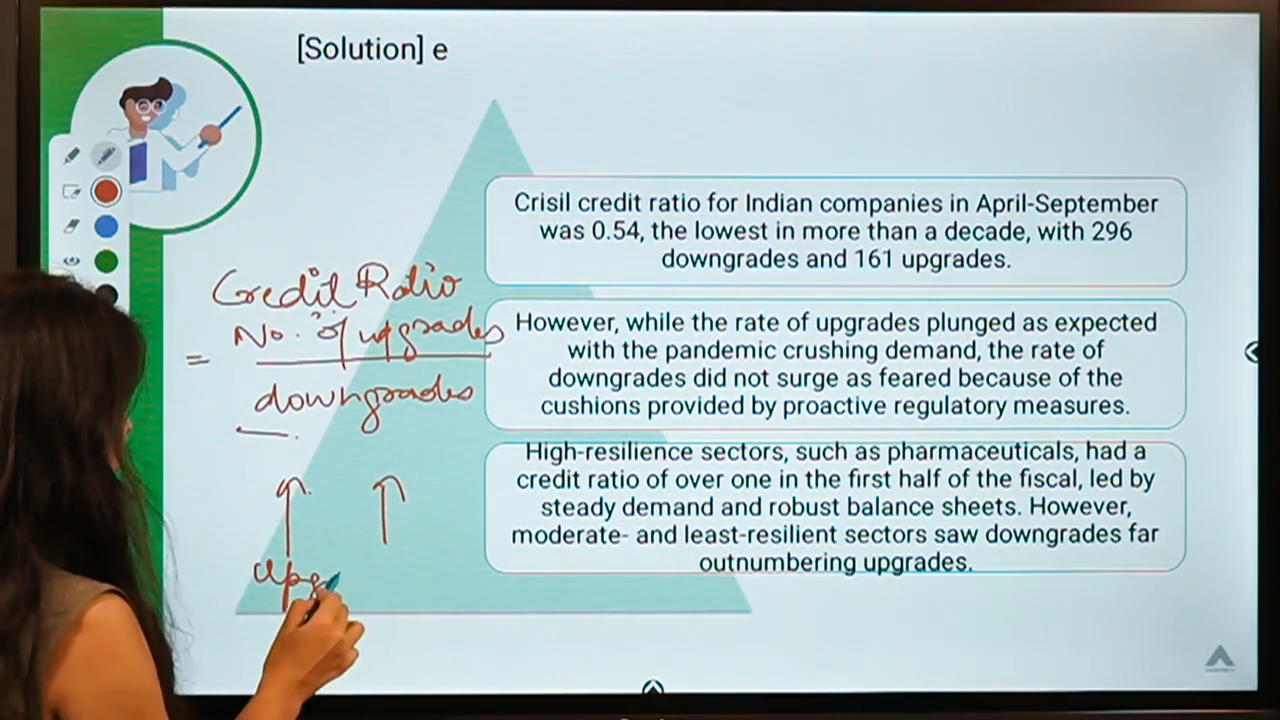 [Solution] e
Crisil credit ratio for Indian companies in April-September
was 0.54, the lowest in more than a decade, with 296
downgrades and 161 upgrades.
However, while the rate of upgrades plunged as expected
with the pandemic crushing demand, the rate of
downgrades did not surge as feared because of the
cushions provided by proactive regulatory measures.
High-resilience sectors, such as pharmaceuticals, had a
credit ratio of over one in the first half of the fiscal, led by
steady demand and robust balance sheets. However,
moderate- and least-resilient sectors saw downgrades far
outnumbering upgrades.
Credit Ratio
= No. of upgrades
downgrades
↑ ↑
upg